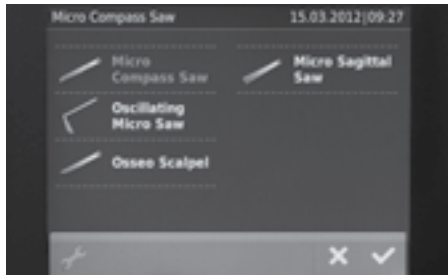 Micro Compass Saw 15.03.2012|09:27
Micro
Compass Saw
Micro Sagittal
Saw
Oscillating
Micro Saw
Osseo Scalpel